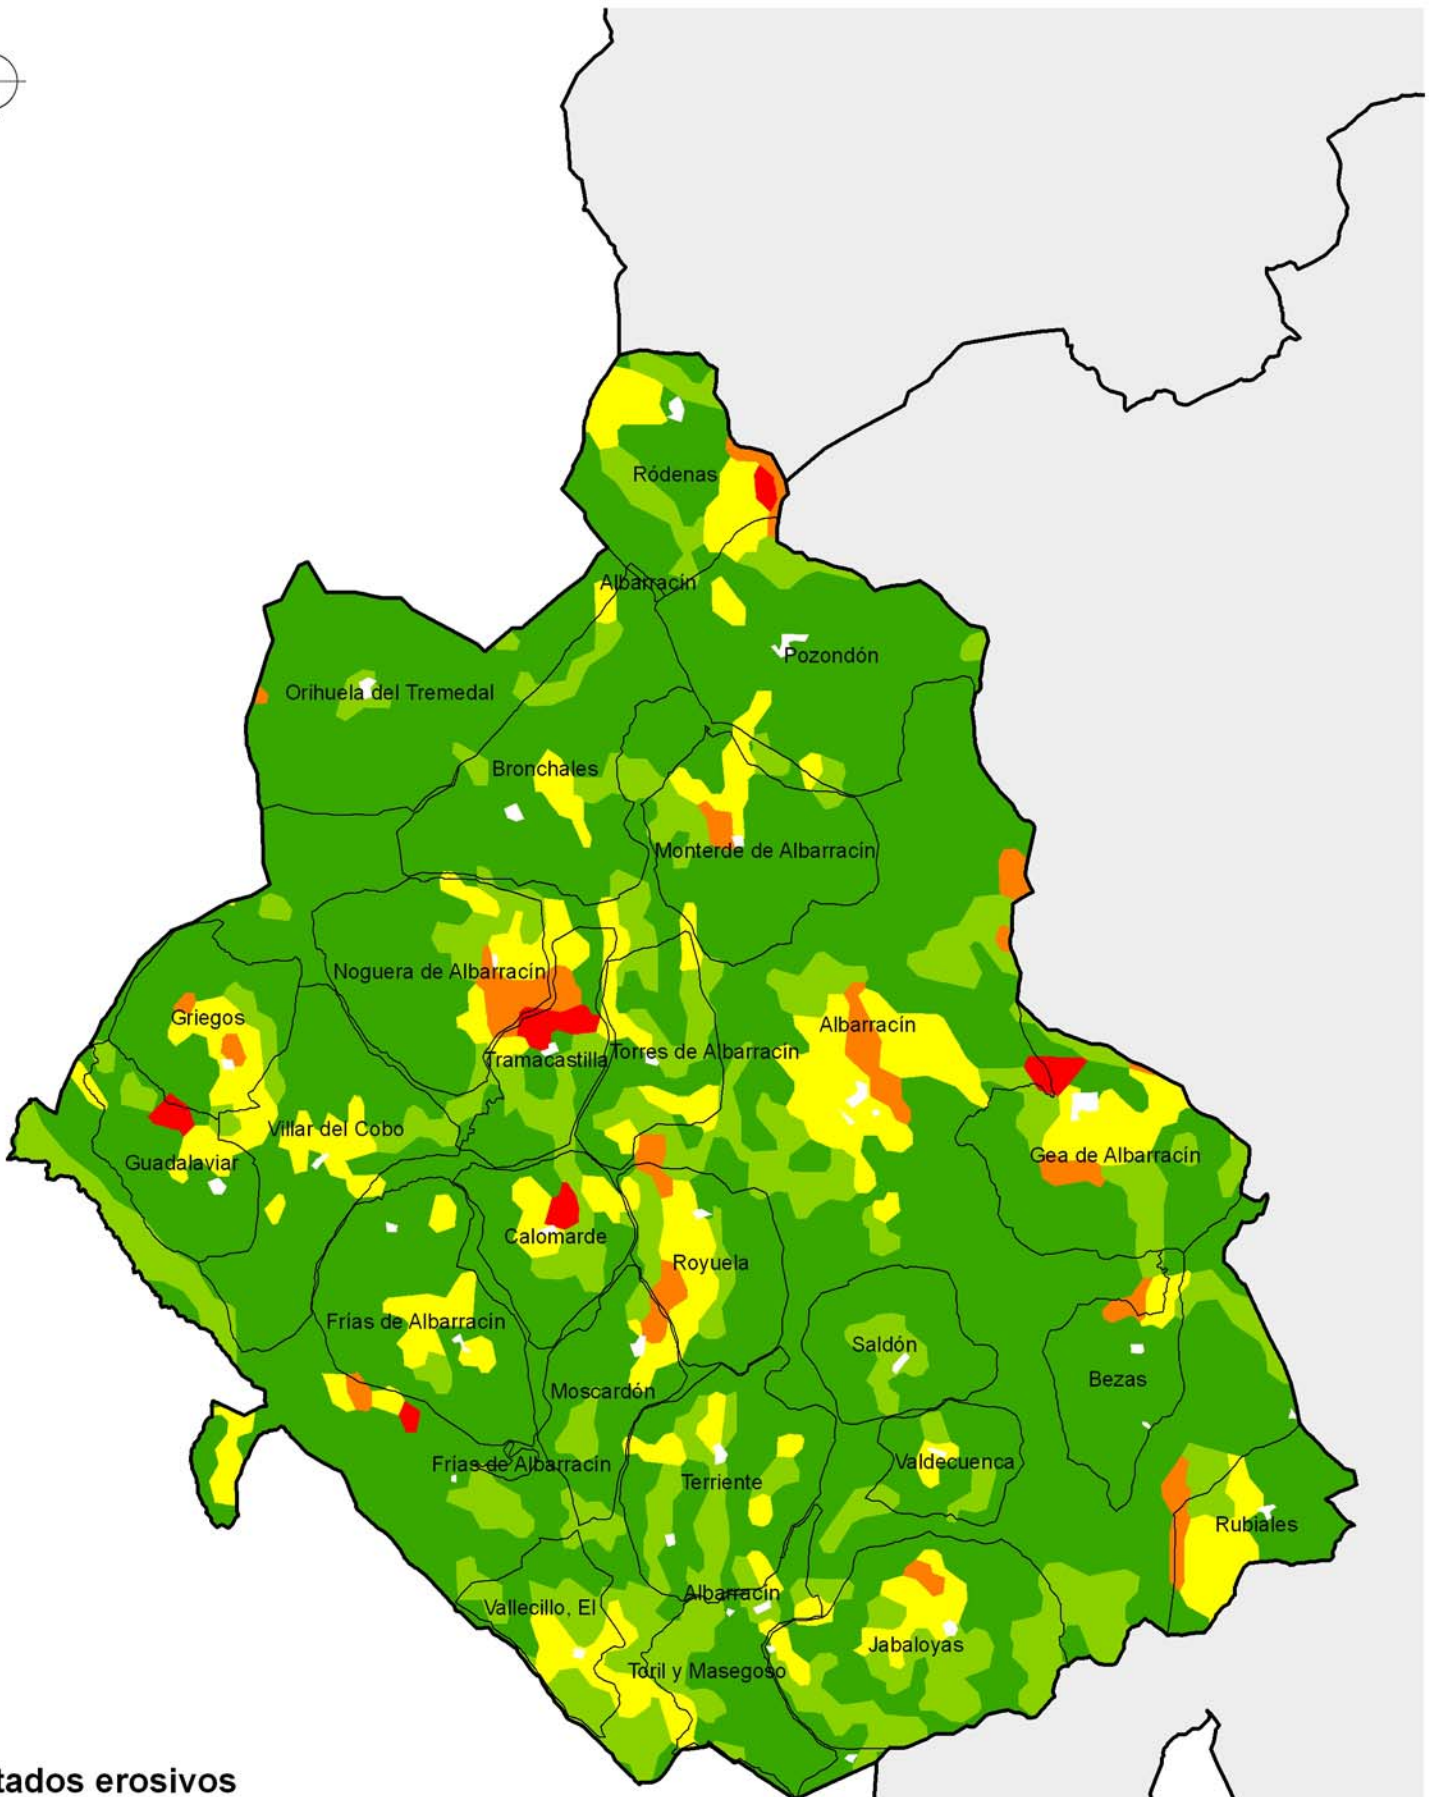 Ródenas
Albarracín
Pozondón
Orihuela del Tremedal
Bronchales
Monterde de Albarracín
Noguera de Albarracín
Griegos
Albarracín
Tramacastilla
Torres de Albarracín
Villar del Cobo
Guadalaviar
Gea de Albarracín
Calomarde
Royuela
Frías de Albarracín
Saldón
Bezas
Moscardón
Frías de Albarracín
Valdecuenca
Terriente
Rubiales
Albarracín
Vallecillo, El
Jabaloyas
Toril y Masegoso
tados erosivos